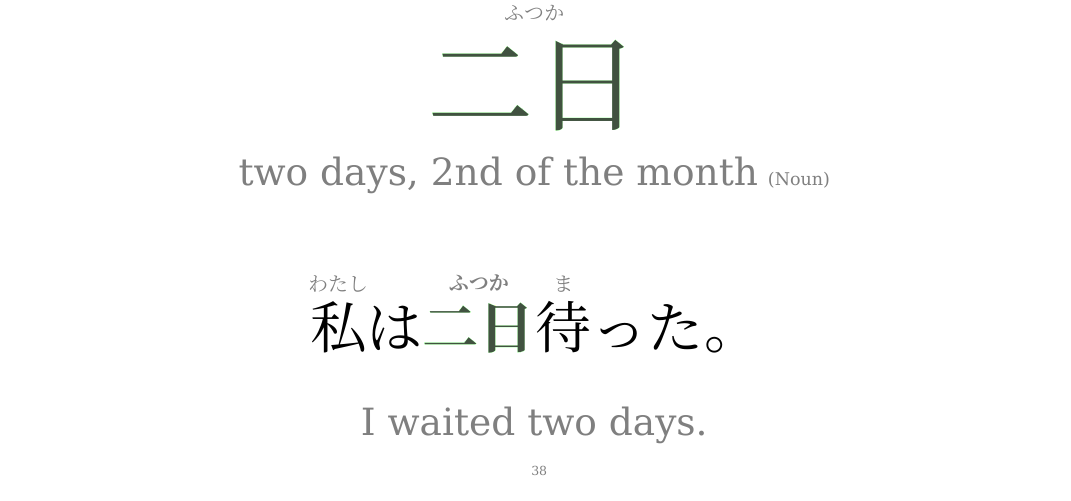 ふつか
二日
two days, 2nd of the month (Noun)
わたし ふつか ま
私は二日待った。
I waited two days.
38